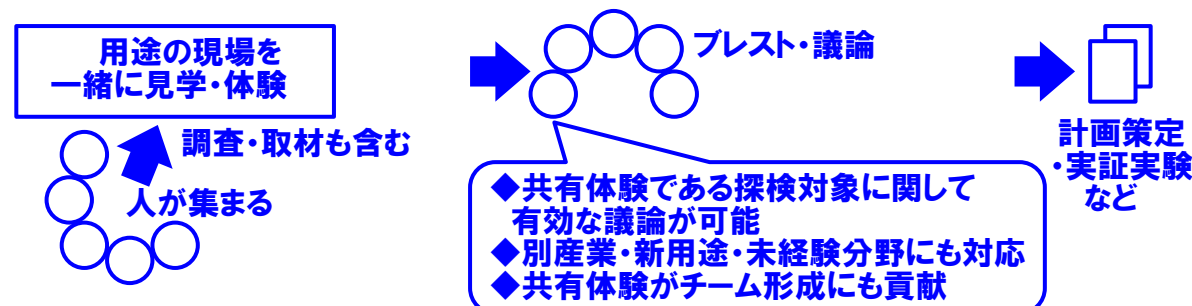 用途の現場を
一緒に見学・体験
調査・取材も含む
人が集まる
ブレスト・議論
◆共有体験である探検対象に関して
有効な議論が可能
◆別産業・新用途・未経験分野にも対応
◆共有体験がチーム形成にも貢献
計画策定
・実証実験
など